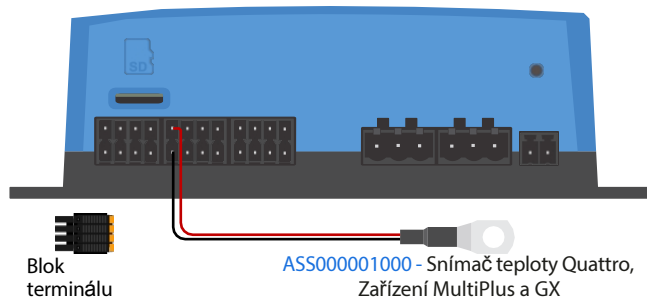 SD
Blok
terminálu
ASS000001000 - Snímač teploty Quattro,
Zařízení MultiPlus a GX